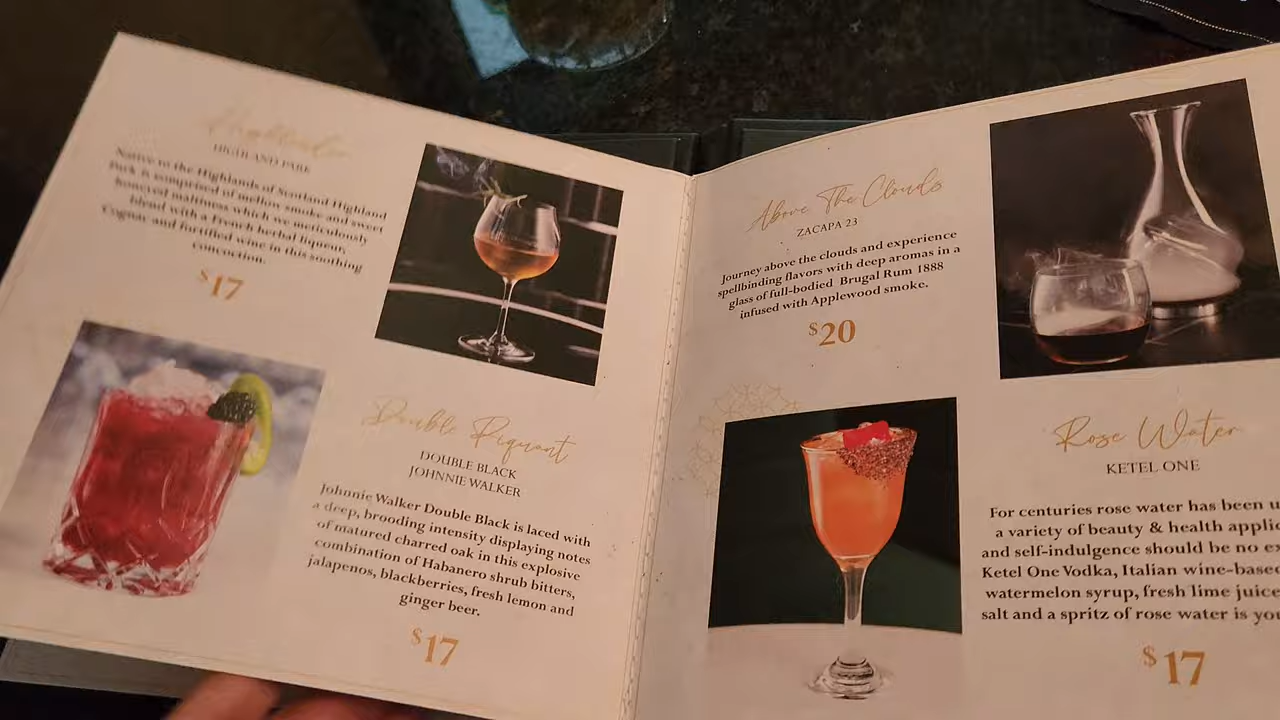 HIGHLAND PARK
Native to the Highlands of Scotland Highland
Park is comprised of mellow smoke and sweet
honeyed maltiness which we meticulously
blend with a French herbal liqueur,
Cognac and fortified wine in this soothing
concoction.
$17
Double Piquant
DOUBLE BLACK
JOHNNIE WALKER
Johnnie Walker Double Black is laced with
a deep, brooding intensity displaying notes
of matured charred oak in this explosive
combination of Habanero shrub bitters,
jalapenos, blackberries, fresh lemon and
ginger beer.
$17
Above The Clouds
ZACAPA 23
Journey above the clouds and experience
spellbinding flavors with deep aromas in a
glass of full-bodied Brugal Rum 1888
infused with Applewood smoke.
$20
Rose Water
KETEL ONE
For centuries rose water has been u
a variety of beauty & health applic
and self-indulgence should be no ex
Ketel One Vodka, Italian wine-based
watermelon syrup, fresh lime juice
salt and a spritz of rose water is you
$17